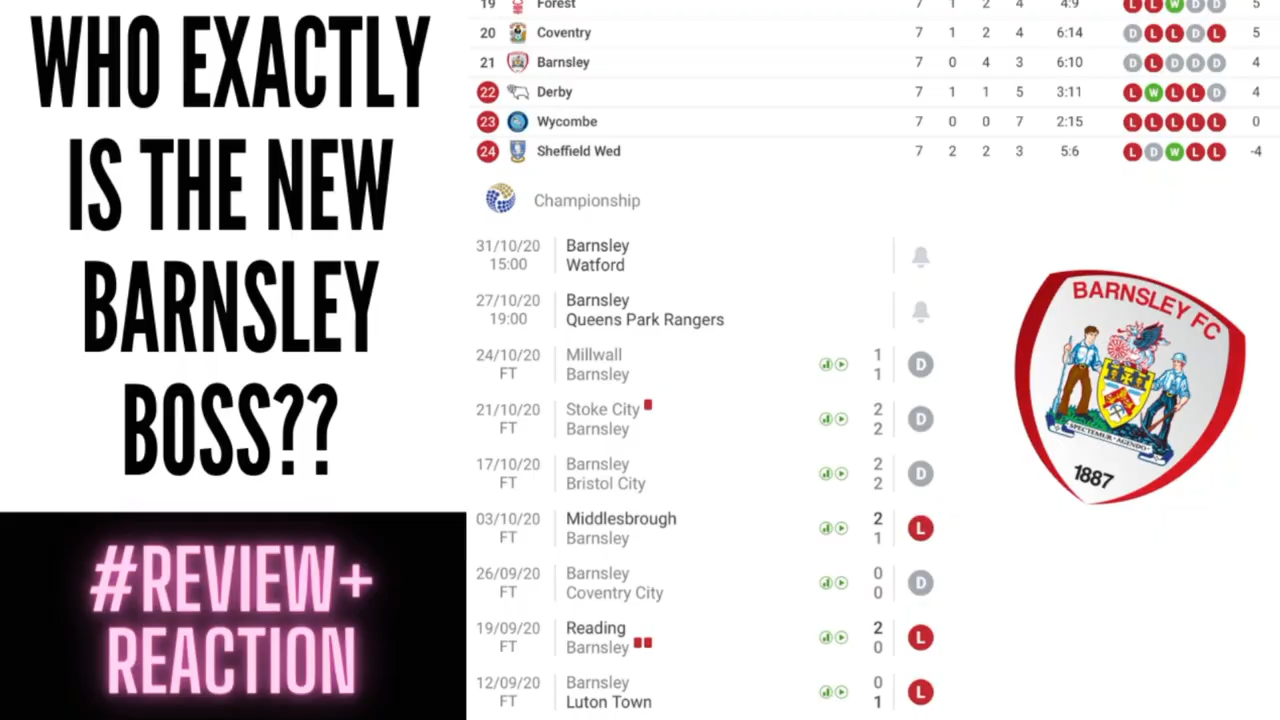 WHO EXACTLY
IS THE NEW
BARNSLEY
BOSS??
#REVIEW+
REACTION
19 Forest 7 1 2 4 4:9 L L W D D 5
20 Coventry 7 1 2 4 6:14 D L L D L 5
21 Barnsley 7 0 4 3 6:10 D L D D D 4
22 Derby 7 1 1 5 3:11 L W L L D 4
23 Wycombe 7 0 0 7 2:15 L L L L L 0
24 Sheffield Wed 7 2 2 3 5:6 L D W L L -4
Championship
31/10/20 Barnsley
15:00 Watford
27/10/20 Barnsley
19:00 Queens Park Rangers
24/10/20 Millwall 1
FT Barnsley 1 D
21/10/20 Stoke City 2
FT Barnsley 2 D
17/10/20 Barnsley 2
FT Bristol City 2 D
03/10/20 Middlesbrough 2
FT Barnsley 1 L
26/09/20 Barnsley 0
FT Coventry City 0 D
19/09/20 Reading 2
FT Barnsley 0 L
12/09/20 Barnsley 0
FT Luton Town 1 L
BARNSLEY FC
SPECTEMUR · AGENDO
1887